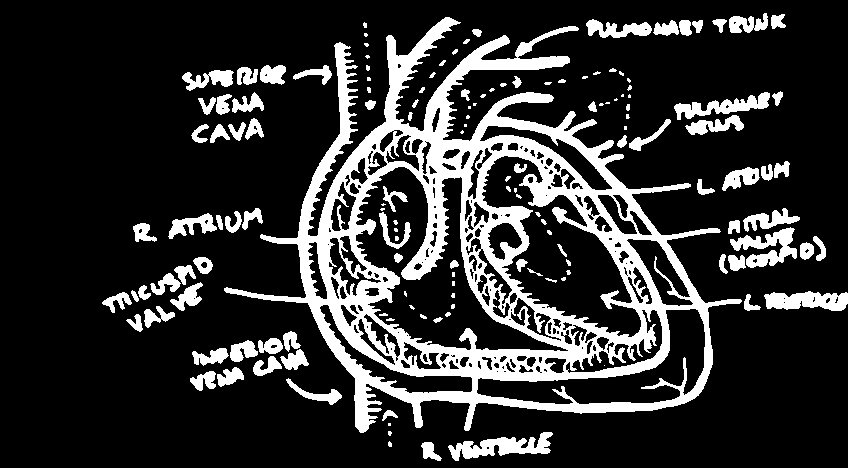 PULMONARY TRUNK
SUPERIOR
VENA
CAVA
PULMONARY
VEINS
L. ATRIUM
R. ATRIUM
MITRAL
VALVE
(BICUSPID)
TRICUSPID
VALVE
L. VENTRICLE
INFERIOR
VENA CAVA
R. VENTRICLE